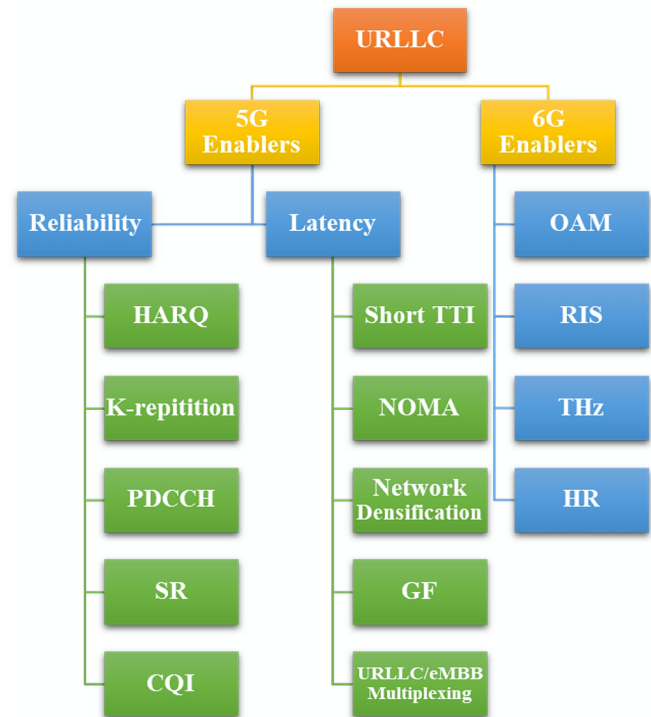 URLLC
5G
Enablers
6G
Enablers
Reliability
Latency
OAM
HARQ
Short TTI
RIS
K-repitition
NOMA
THz
PDCCH
Network
Densification
HR
SR
GF
CQI
URLLC/eMBB
Multiplexing